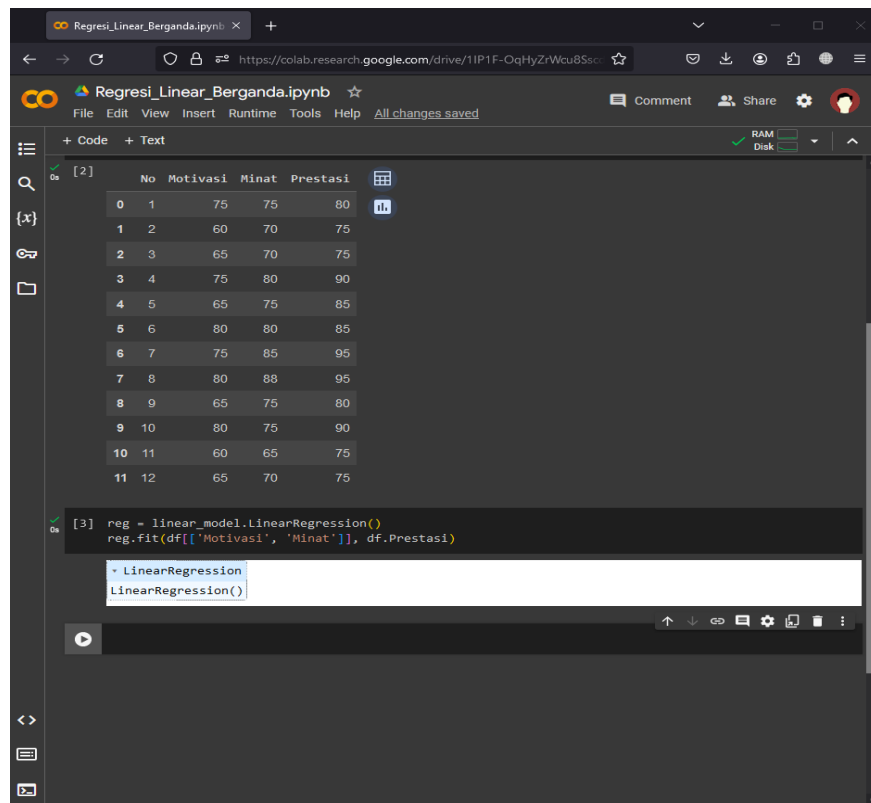 Regresi_Linear_Berganda.ipynb
https://colab.research.google.com/drive/1IP1F-OqHyZrWcu8Ssc
CO
Regresi_Linear_Berganda.ipynb
Comment Share
File Edit View Insert Runtime Tools Help All changes saved
+ Code + Text
RAM
Disk
{x}
0s [2]
No Motivasi Minat Prestasi
0 1 75 75 80
1 2 60 70 75
2 3 65 70 75
3 4 75 80 90
4 5 65 75 85
5 6 80 80 85
6 7 75 85 95
7 8 80 88 95
8 9 65 75 80
9 10 80 75 90
10 11 60 65 75
11 12 65 70 75
0s [3] reg = linear_model.LinearRegression()
reg.fit(df[['Motivasi', 'Minat']], df.Prestasi)
LinearRegression
LinearRegression()